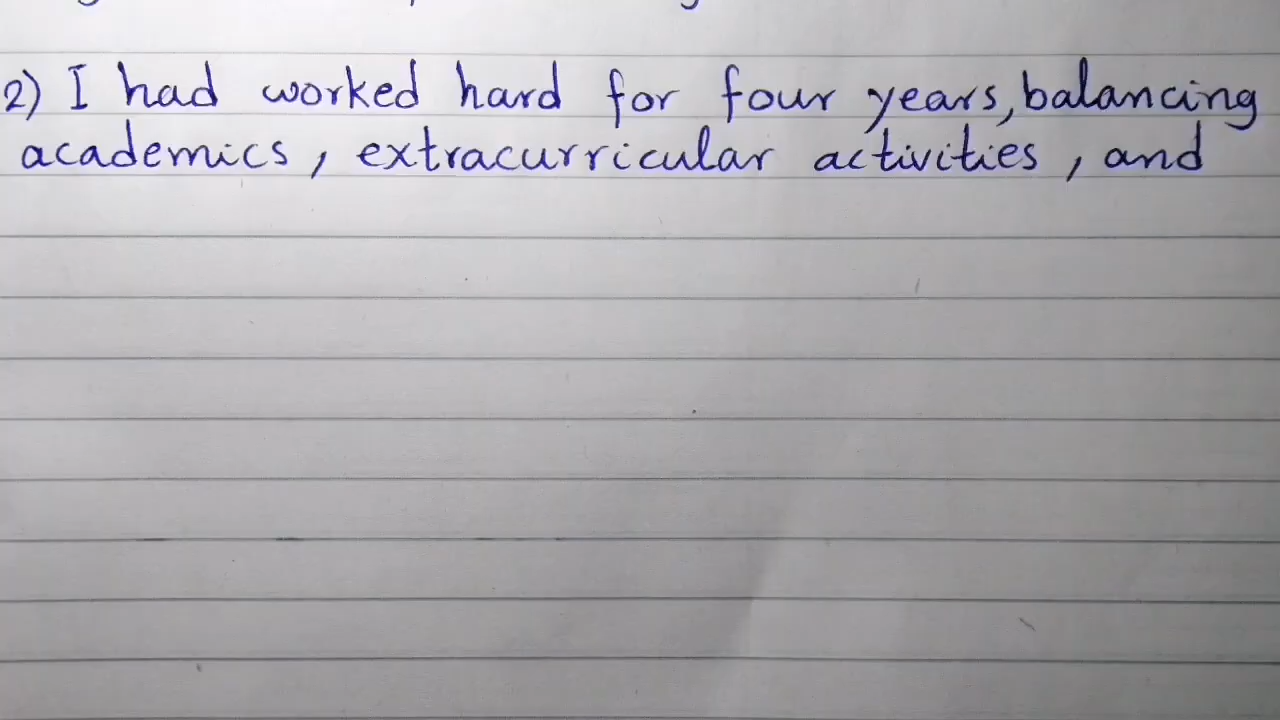 2) I had worked hard for four years, balancing
academics, extracurricular activities, and